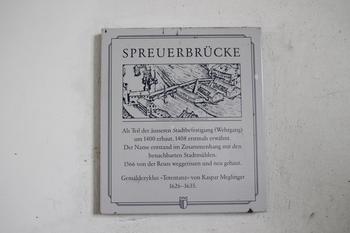 SPREUERBRÜCKE
Als Teil der äusseren Stadtbefestigung (Wehrgang)
um 1400 erbaut, 1408 erstmals erwähnt.
Der Name entstand im Zusammenhang mit den
benachbarten Stadtmühlen.
1566 von der Reuss weggerissen und neu gebaut.
Gemäldezyklus «Totentanz» von Kaspar Meglinger
1626-1635.